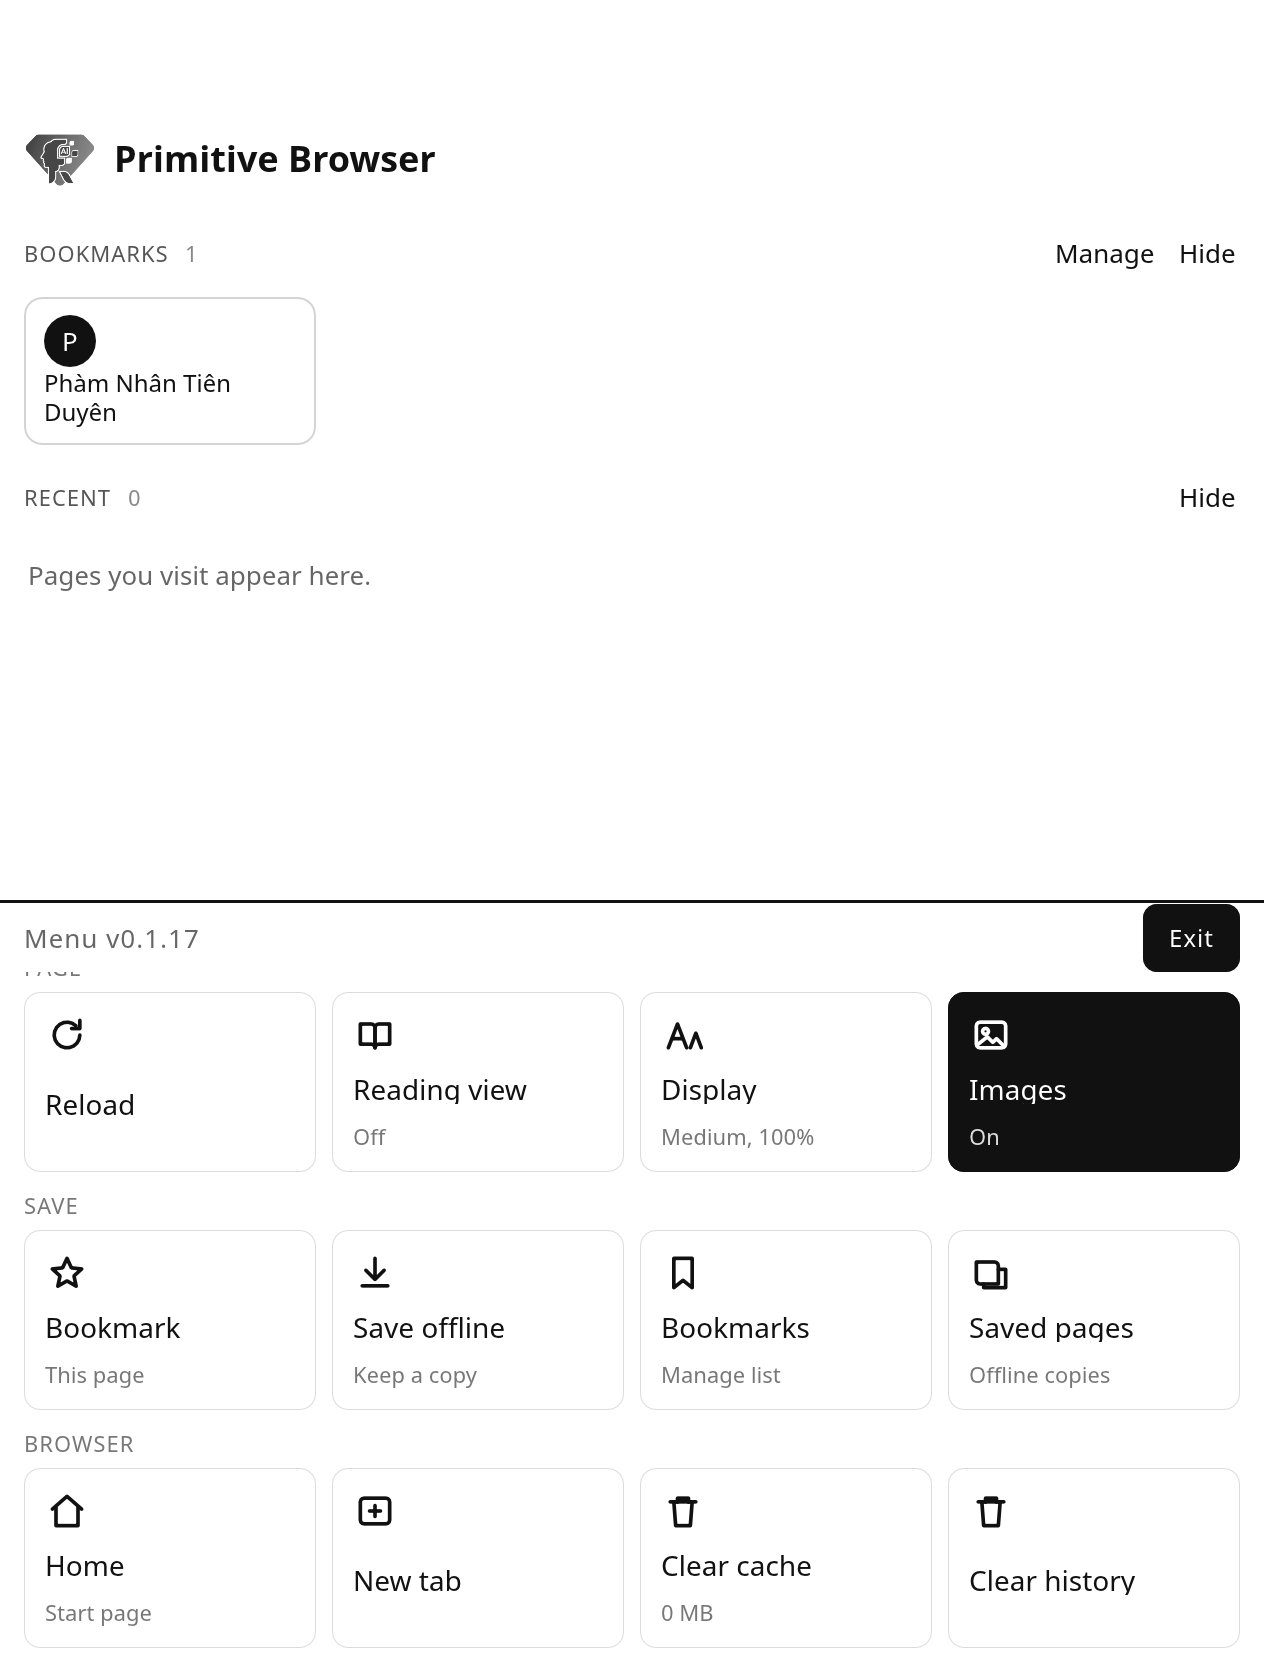 AI
Primitive Browser
BOOKMARKS 1
Manage Hide
P
Phàm Nhân Tiên
Duyên
RECENT 0
Hide
Pages you visit appear here.
Menu v0.1.17
Exit
PAGE
Reload
Reading view
Off
Display
Medium, 100%
Images
On
SAVE
Bookmark
This page
Save offline
Keep a copy
Bookmarks
Manage list
Saved pages
Offline copies
BROWSER
Home
Start page
New tab
Clear cache
0 MB
Clear history